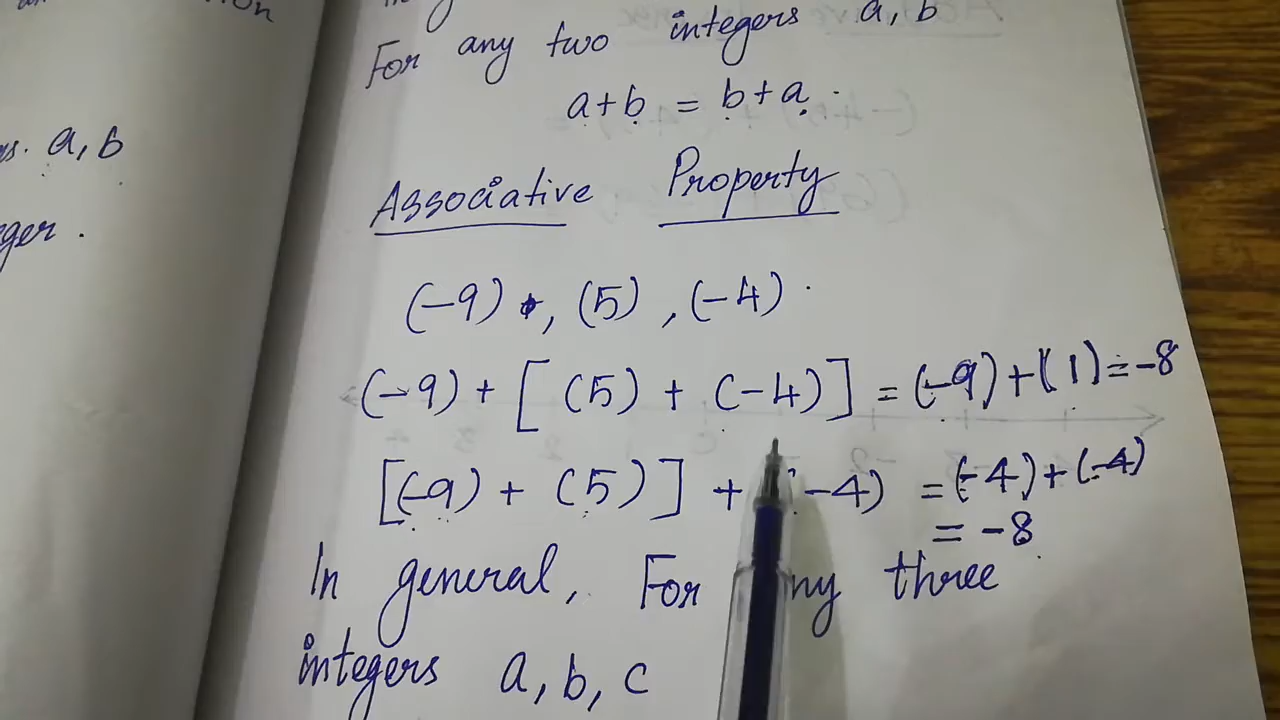 a, b
For any two integers a, b
a+b = b+a.
Associative Property
(-9), (5), (-4).
(-9) + [(5) + (-4)] = (-9)+(1)=-8
[(-9) + (5)] + (-4) = (-4)+(-4)
= -8
In general, For any three
integers a, b, c